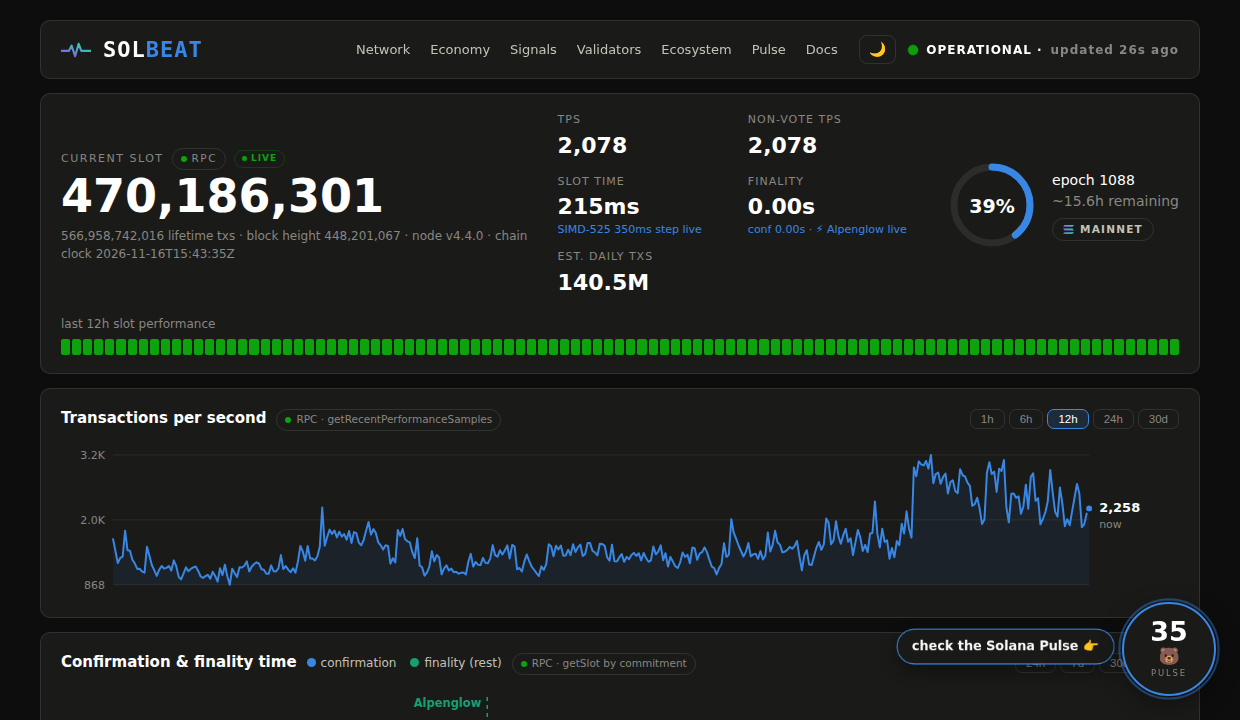 SOLBEAT
Network Economy Signals Validators Ecosystem Pulse Docs
OPERATIONAL · updated 26s ago
CURRENT SLOT RPC LIVE
470,186,301
566,958,742,016 lifetime txs · block height 448,201,067 · node v4.4.0 · chain
clock 2026-11-16T15:43:35Z
TPS
2,078
NON-VOTE TPS
2,078
SLOT TIME
215ms
SIMD-525 350ms step live
FINALITY
0.00s
conf 0.00s · ⚡ Alpenglow live
EST. DAILY TXS
140.5M
39%
epoch 1088
~15.6h remaining
MAINNET
last 12h slot performance
Transactions per second RPC · getRecentPerformanceSamples
1h 6h 12h 24h 30d
3.2K
2.0K
868
2,258
now
Confirmation & finality time confirmation finality (rest) RPC · getSlot by commitment
24h 7d 30d
Alpenglow
check the Solana Pulse 👉
35
PULSE